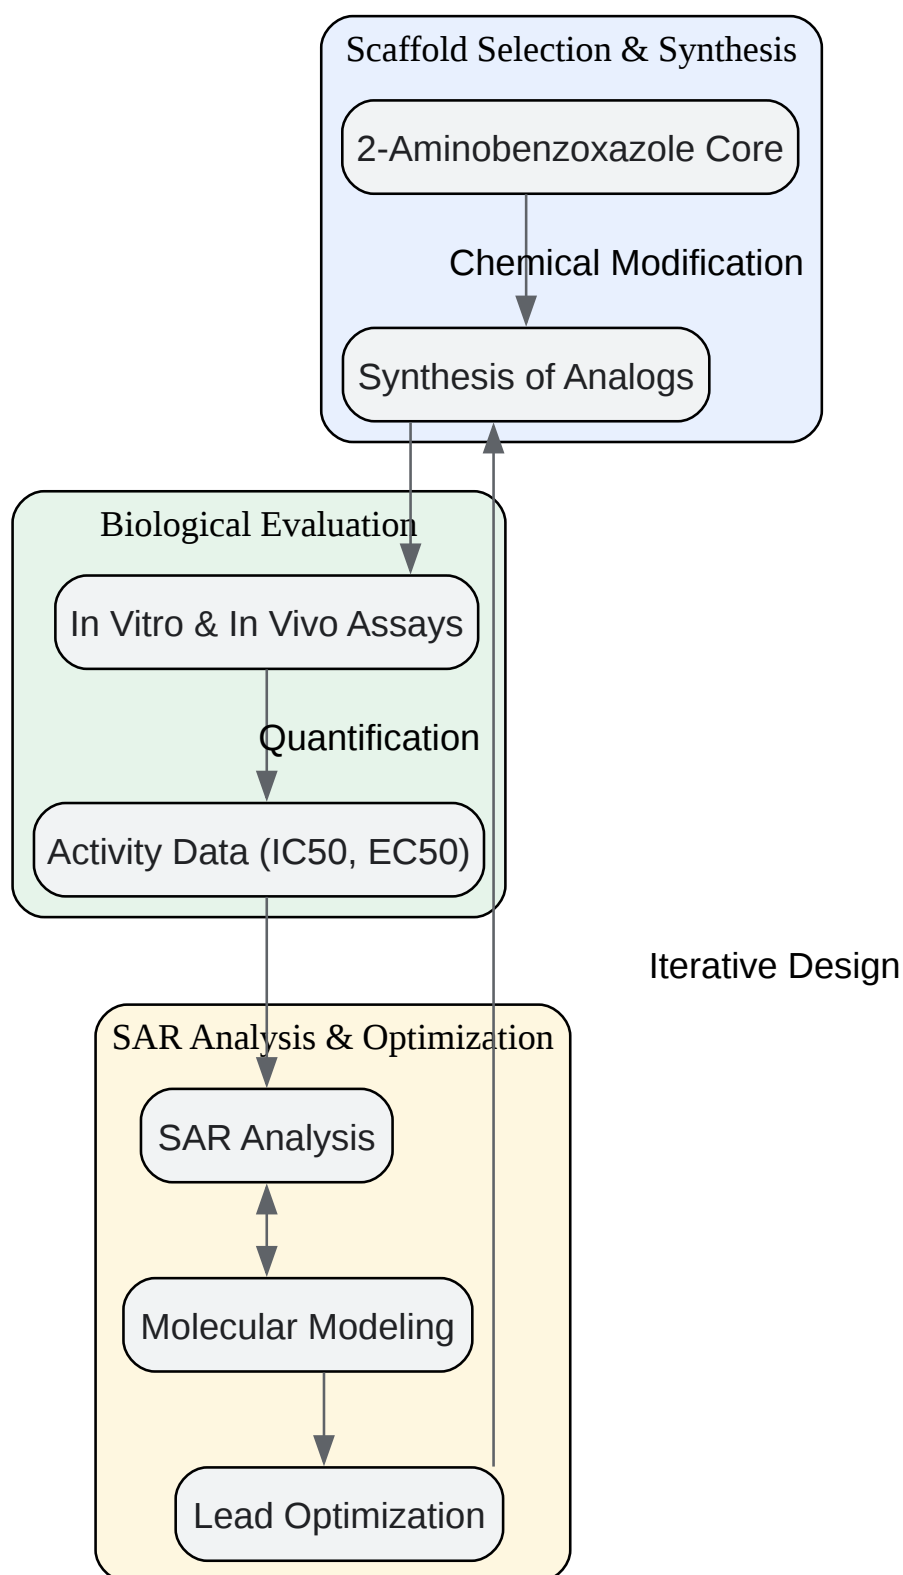 Scaffold Selection & Synthesis
2-Aminobenzoxazole Core
Chemical Modification
Synthesis of Analogs
Biological Evaluation
In Vitro & In Vivo Assays
Quantification
Activity Data (IC50, EC50)
Iterative Design
SAR Analysis & Optimization
SAR Analysis
Molecular Modeling
Lead Optimization